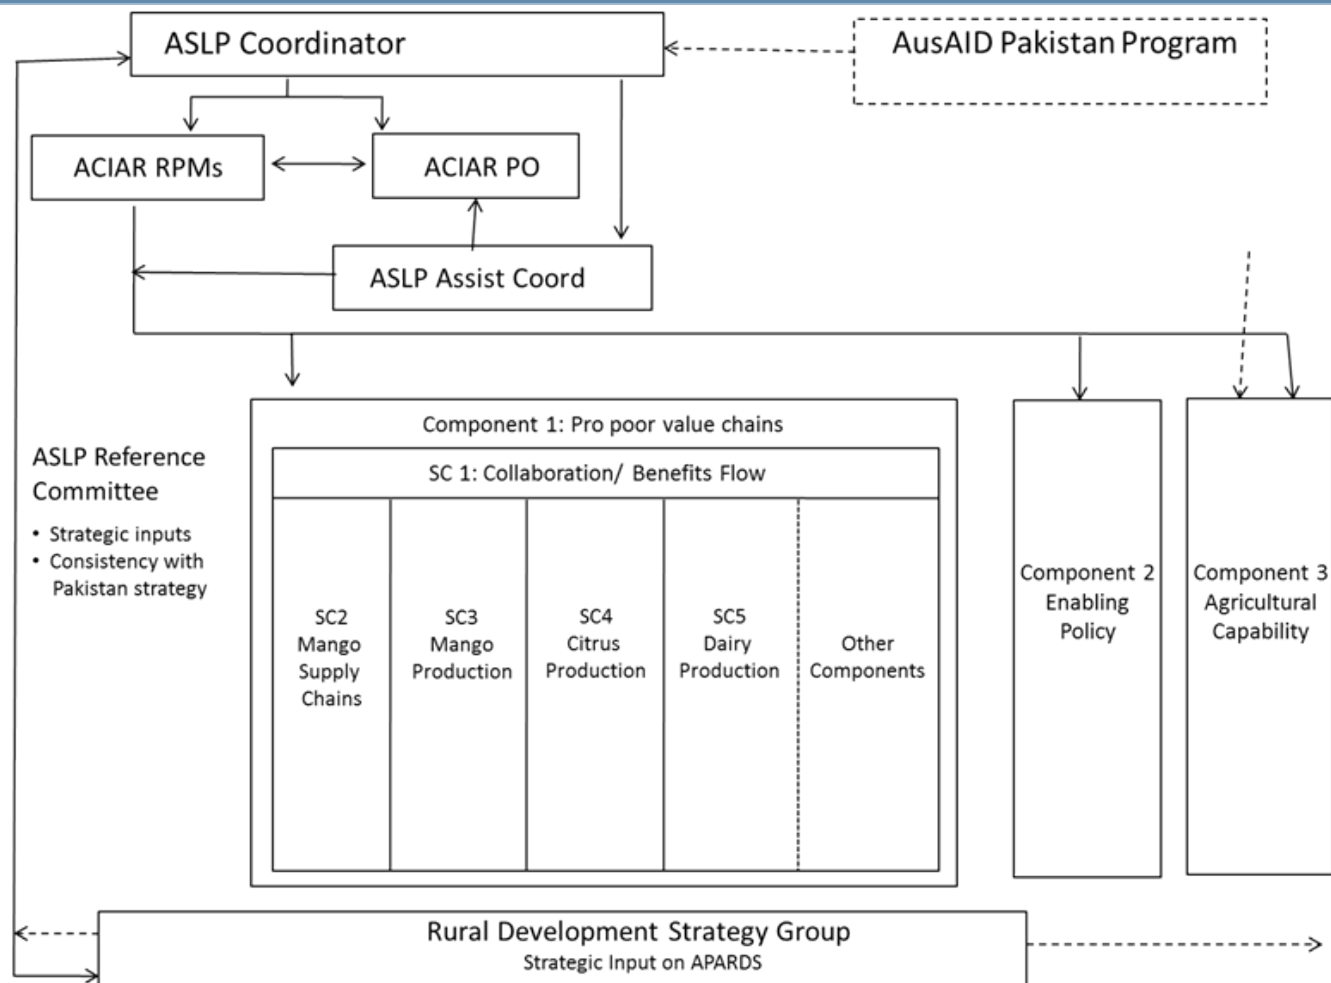 ASLP Coordinator
AusAID Pakistan Program
ACIAR RPMs
ACIAR PO
ASLP Assist Coord
Component 1: Pro poor value chains
SC 1: Collaboration/ Benefits Flow
ASLP Reference
Committee
• Strategic inputs
• Consistency with
Pakistan strategy
SC2
Mango
Supply
Chains
SC3
Mango
Production
SC4
Citrus
Production
SC5
Dairy
Production
Other
Components
Component 2
Enabling
Policy
Component 3
Agricultural
Capability
Rural Development Strategy Group
Strategic Input on APARDS